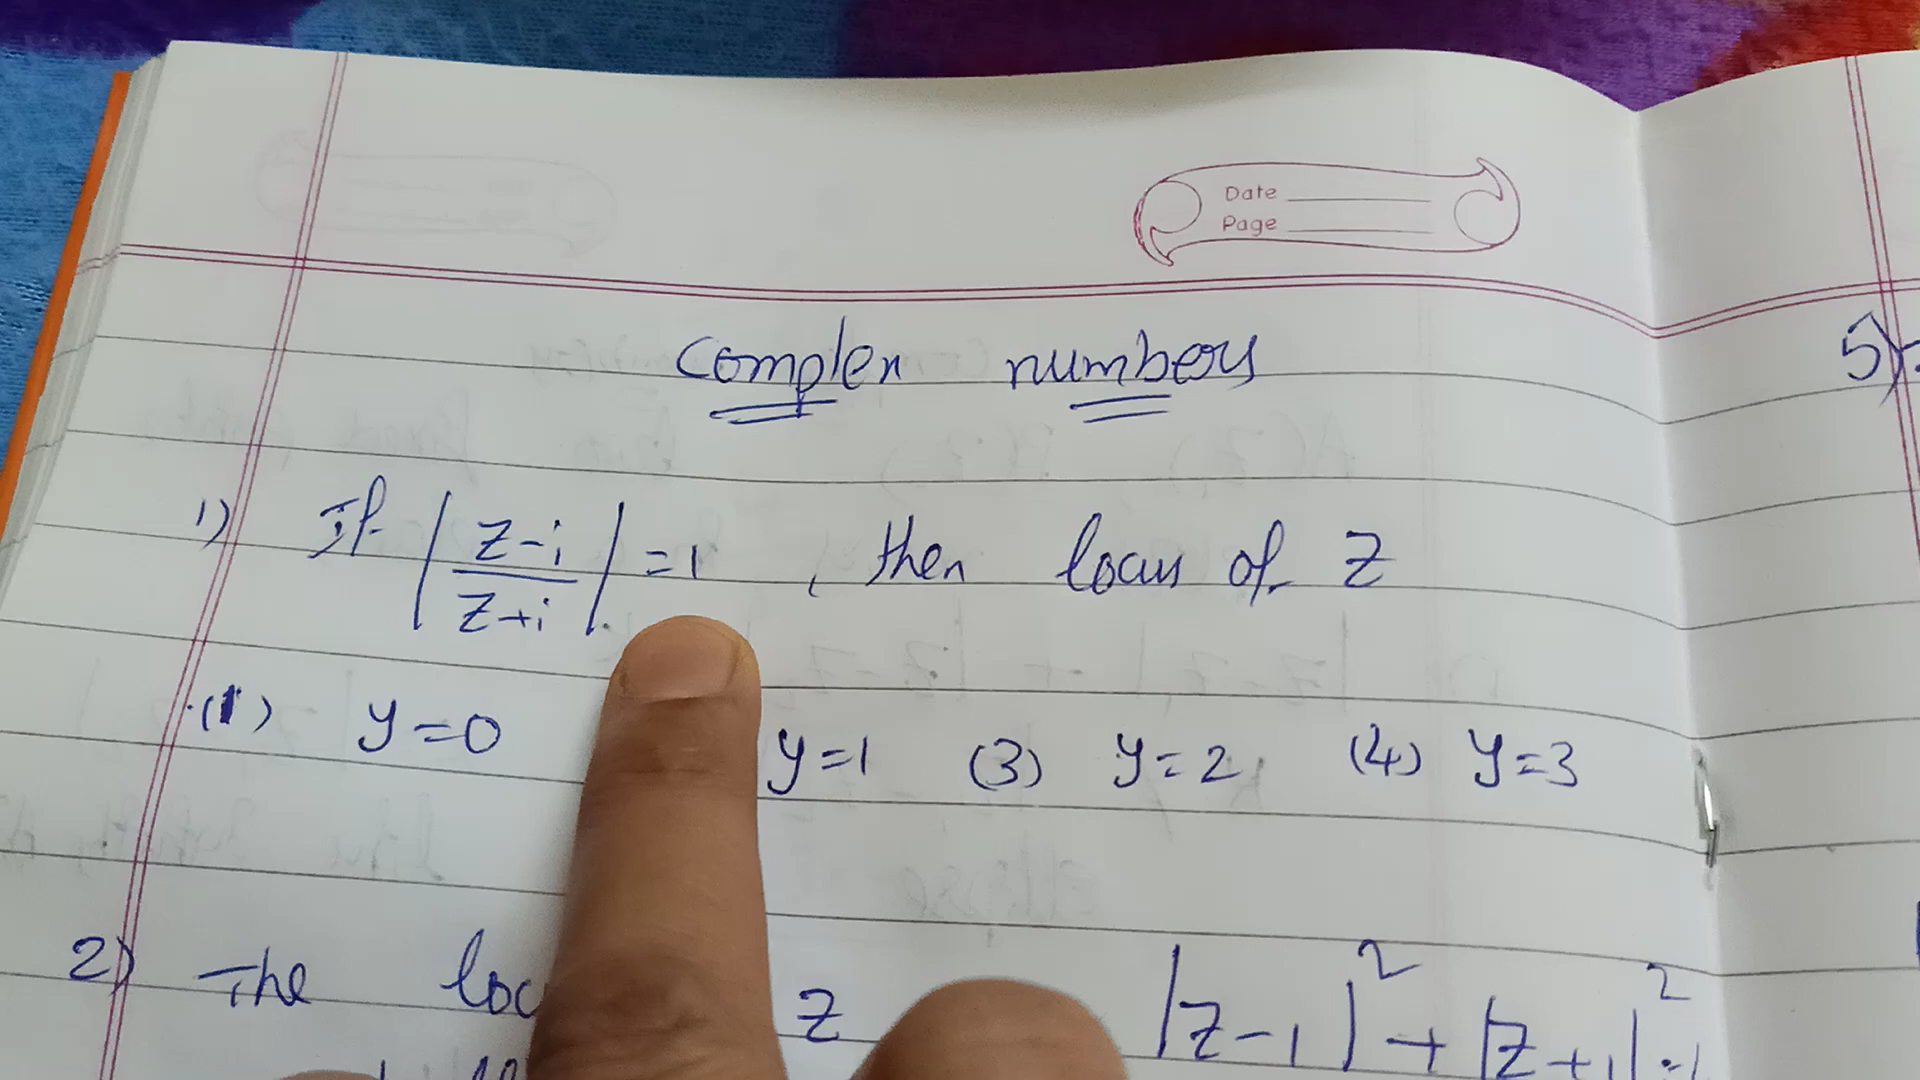 Date
Page
Complex numbers
5)
1) If |z-i/z+i| = 1, then locus of z
(1) y=0 y=1 (3) y=2, (4) y=3
2) The z |z-1|² + |z+1|²